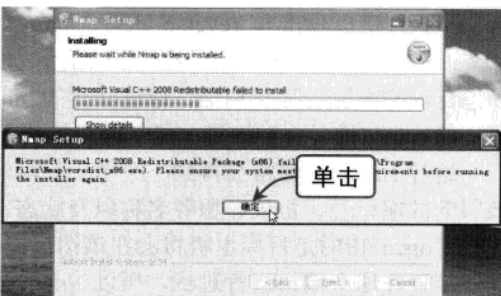 Nmap Setup
Installing
Please wait while Nmap is being installed.
Microsoft Visual C++ 2008 Redistributable failed to install
Show details
Nmap Setup
Microsoft Visual C++ 2008 Redistributable Package (x86) fail \Program
Files\Nmap\vcredist_x86.exe). Please ensure your system meet uirements before running
the installer again.
单击
确定
Cancel